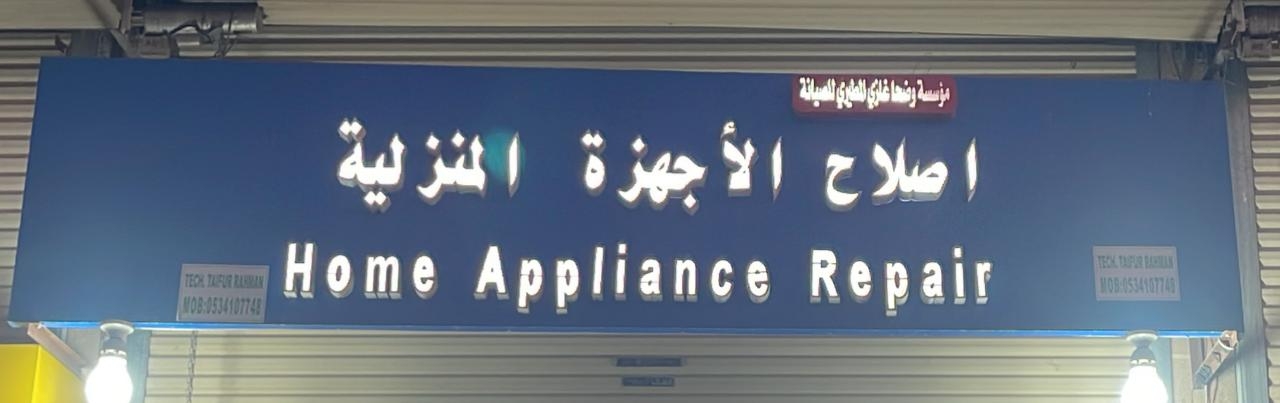 مؤسسة وضحا غازي المطيري للصيانة
اصلاح الأجهزة المنزلية
Home Appliance Repair
TECH. TAIFUR RAHMAN
MOB:0534107748
TECH. TAIFUR RAHMAN
MOB:0534107748